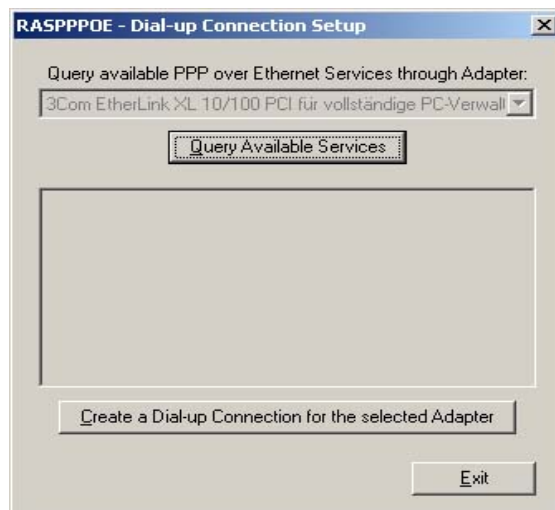 RASPPPOE - Dial-up Connection Setup
Query available PPP over Ethernet Services through Adapter:
3Com EtherLink XL 10/100 PCI für vollständige PC-Verwalt
Query Available Services
Create a Dial-up Connection for the selected Adapter
Exit